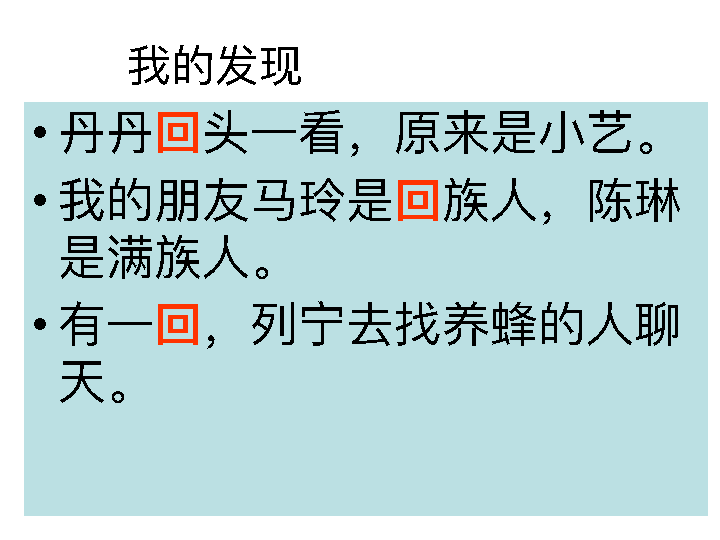 我的发现
• 丹丹回头一看，原来是小艺。
• 我的朋友马玲是回族人，陈琳
是满族人。
• 有一回，列宁去找养蜂的人聊
天。